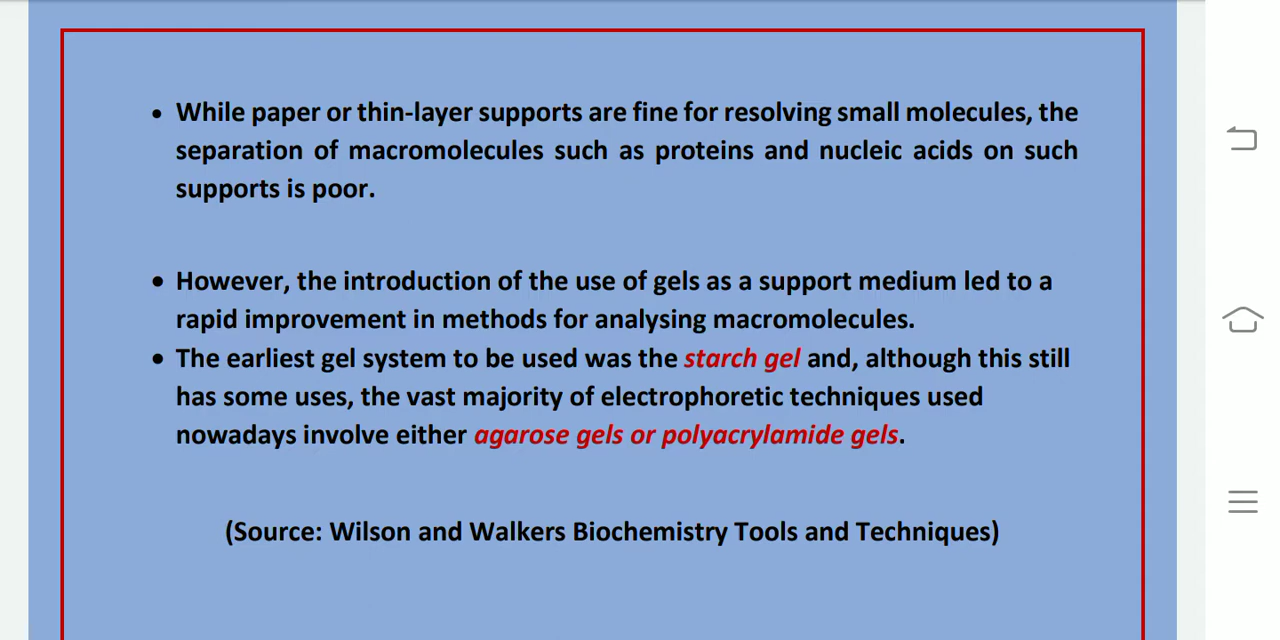 • While paper or thin-layer supports are fine for resolving small molecules, the
separation of macromolecules such as proteins and nucleic acids on such
supports is poor.
• However, the introduction of the use of gels as a support medium led to a
rapid improvement in methods for analysing macromolecules.
• The earliest gel system to be used was the starch gel and, although this still
has some uses, the vast majority of electrophoretic techniques used
nowadays involve either agarose gels or polyacrylamide gels.
(Source: Wilson and Walkers Biochemistry Tools and Techniques)